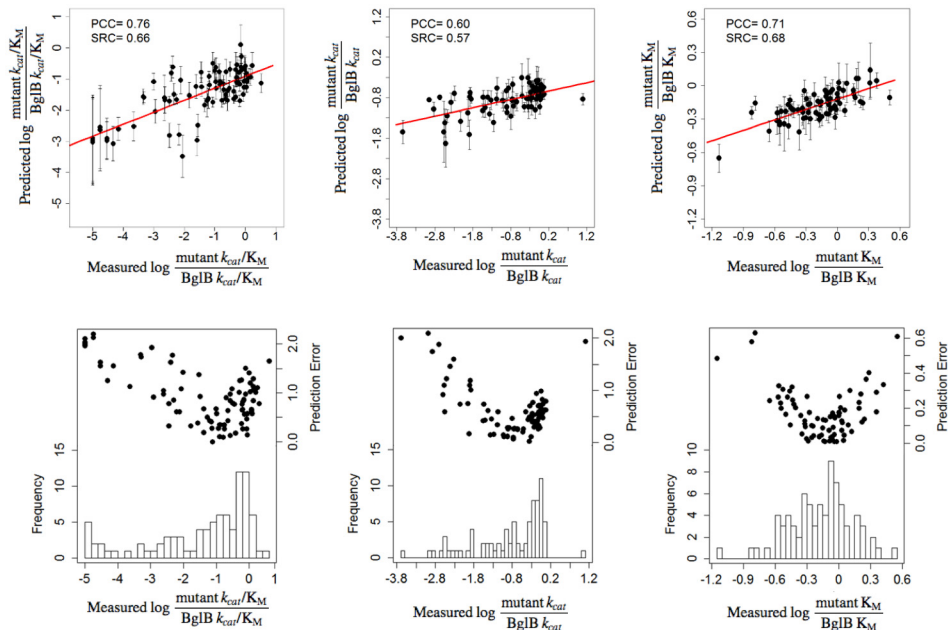 PCC= 0.76
SRC= 0.66
Predicted log mutant kcat/KM / BglB kcat/KM
-5 -4 -3 -2 -1 0 1
-5 -4 -3 -2 -1 0 1
Measured log mutant kcat/KM / BglB kcat/KM
PCC= 0.60
SRC= 0.57
Predicted log mutant kcat / BglB kcat
-3.8 -2.8 -1.8 -0.8 0.2 1.2
-3.8 -2.8 -1.8 -0.8 0.2 1.2
Measured log mutant kcat / BglB kcat
PCC= 0.71
SRC= 0.68
Predicted log mutant KM / BglB KM
-1.2 -0.9 -0.6 -0.3 0 0.3 0.6
-1.2 -0.9 -0.6 -0.3 0 0.3 0.6
Measured log mutant KM / BglB KM
Prediction Error
0.0 1.0 2.0
Frequency
0 5 10 15
-5 -4 -3 -2 -1 0 1
Measured log mutant kcat/KM / BglB kcat/KM
Prediction Error
0.0 1.0 2.0
Frequency
0 5 10 15
-3.8 -2.8 -1.8 -0.8 0.2 1.2
Measured log mutant kcat / BglB kcat
Prediction Error
0.0 0.2 0.4 0.6
Frequency
0 2 4 6 8 10
-1.2 -0.9 -0.6 -0.3 0 0.3 0.6
Measured log mutant KM / BglB KM